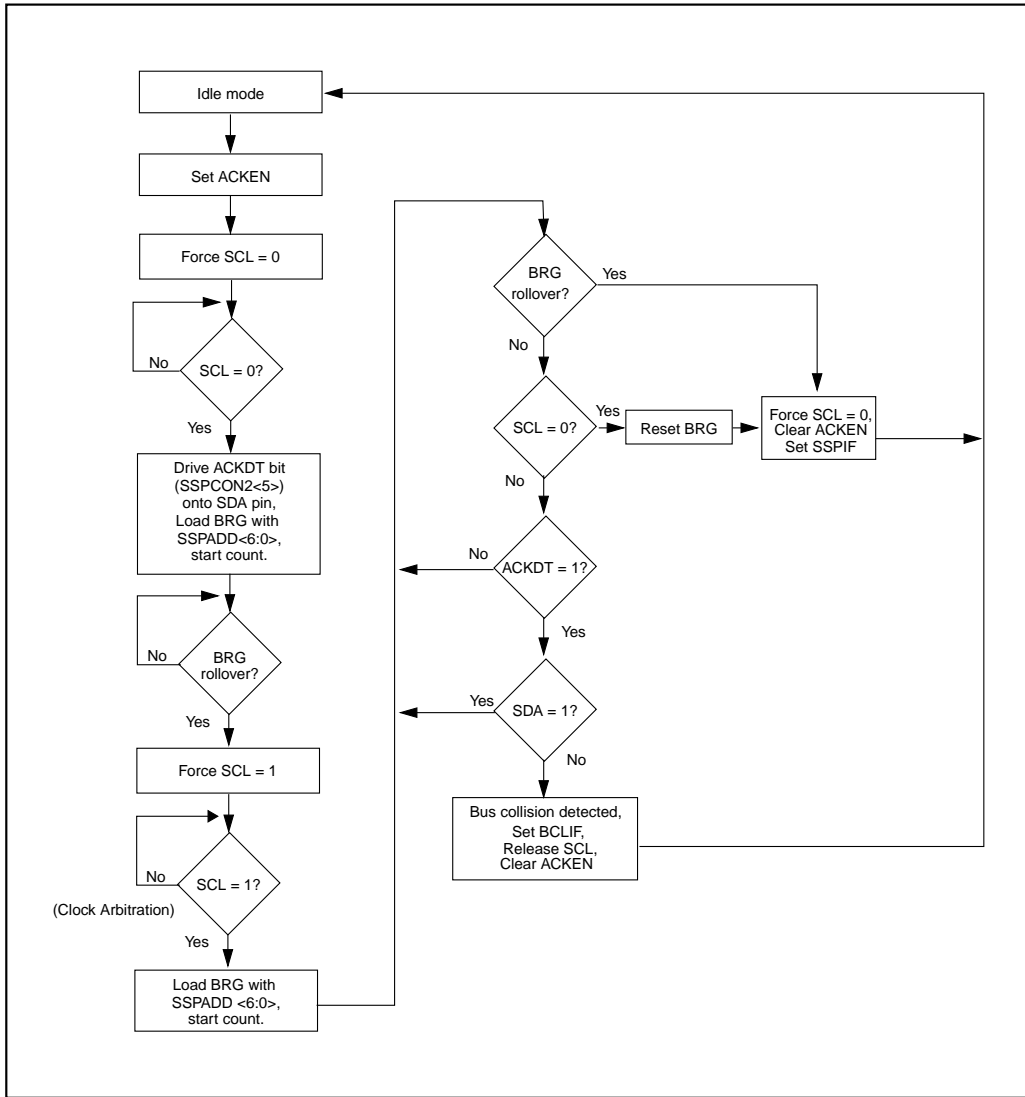 Idle mode
Set ACKEN
Force SCL = 0
No
SCL = 0?
Yes
Drive ACKDT bit
(SSPCON2<5>)
onto SDA pin,
Load BRG with
SSPADD<6:0>,
start count.
No
BRG
rollover?
Yes
Force SCL = 1
No
SCL = 1?
(Clock Arbitration)
Yes
Load BRG with
SSPADD <6:0>,
start count.
BRG
rollover?
Yes
No
SCL = 0?
Yes
Reset BRG
Force SCL = 0,
Clear ACKEN
Set SSPIF
No
No
ACKDT = 1?
Yes
Yes
SDA = 1?
No
Bus collision detected,
Set BCLIF,
Release SCL,
Clear ACKEN